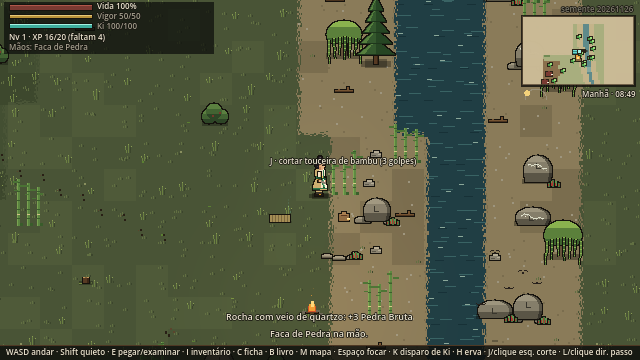 Vida 100%
Vigor 50/50
Ki 100/100
Nv 1 · XP 16/20 (faltam 4)
Mãos: Faca de Pedra
semente 20261126
Manhã · 08:49
J · cortar touceira de bambu (3 golpes)
Rocha com veio de quartzo: +3 Pedra Bruta
Faca de Pedra na mão.
WASD andar · Shift quieto · E pegar/examinar · I inventário · C ficha · B livro · M mapa · Espaço focar · K disparo de Ki · H erva · J/clique esq. corte · L/clique dir. passo